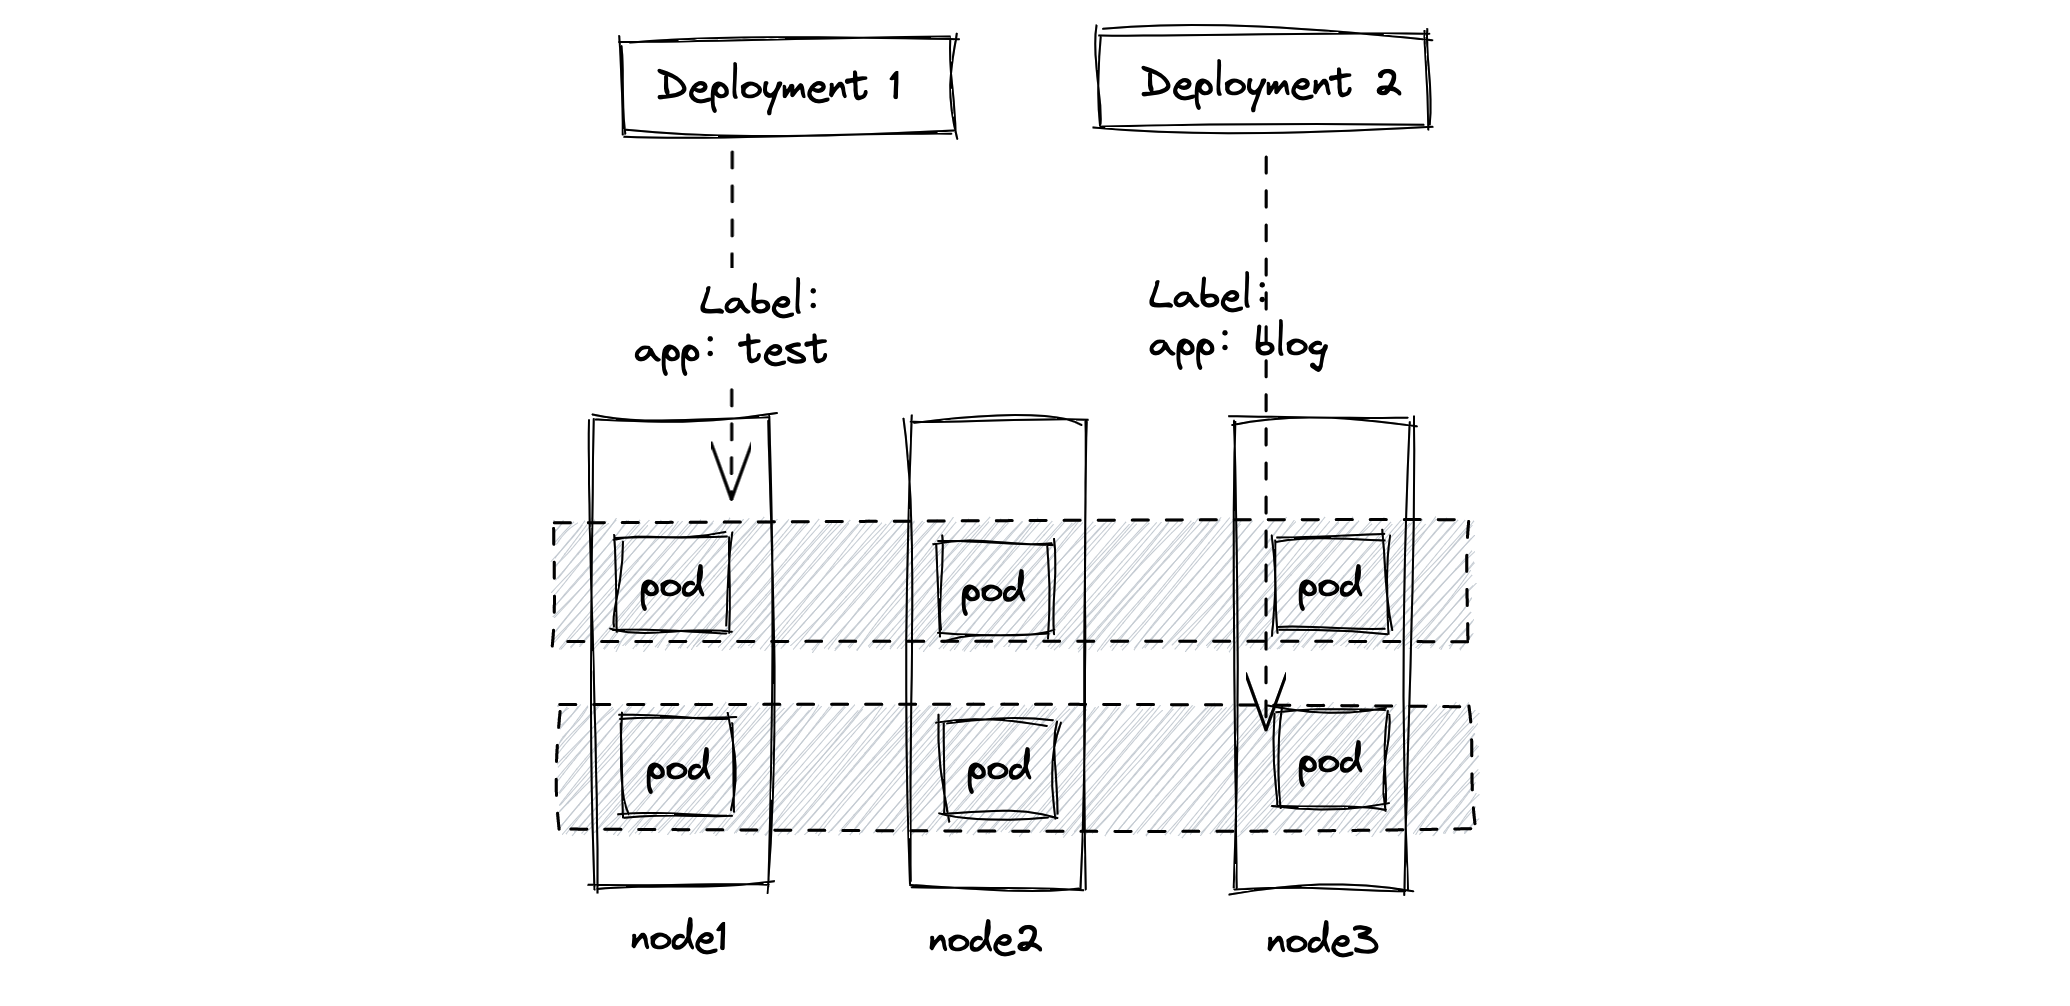 Deployment 1
Deployment 2
Label:
app: test
Label:
app: blog
pod
pod
pod
pod
pod
pod
node1
node2
node3